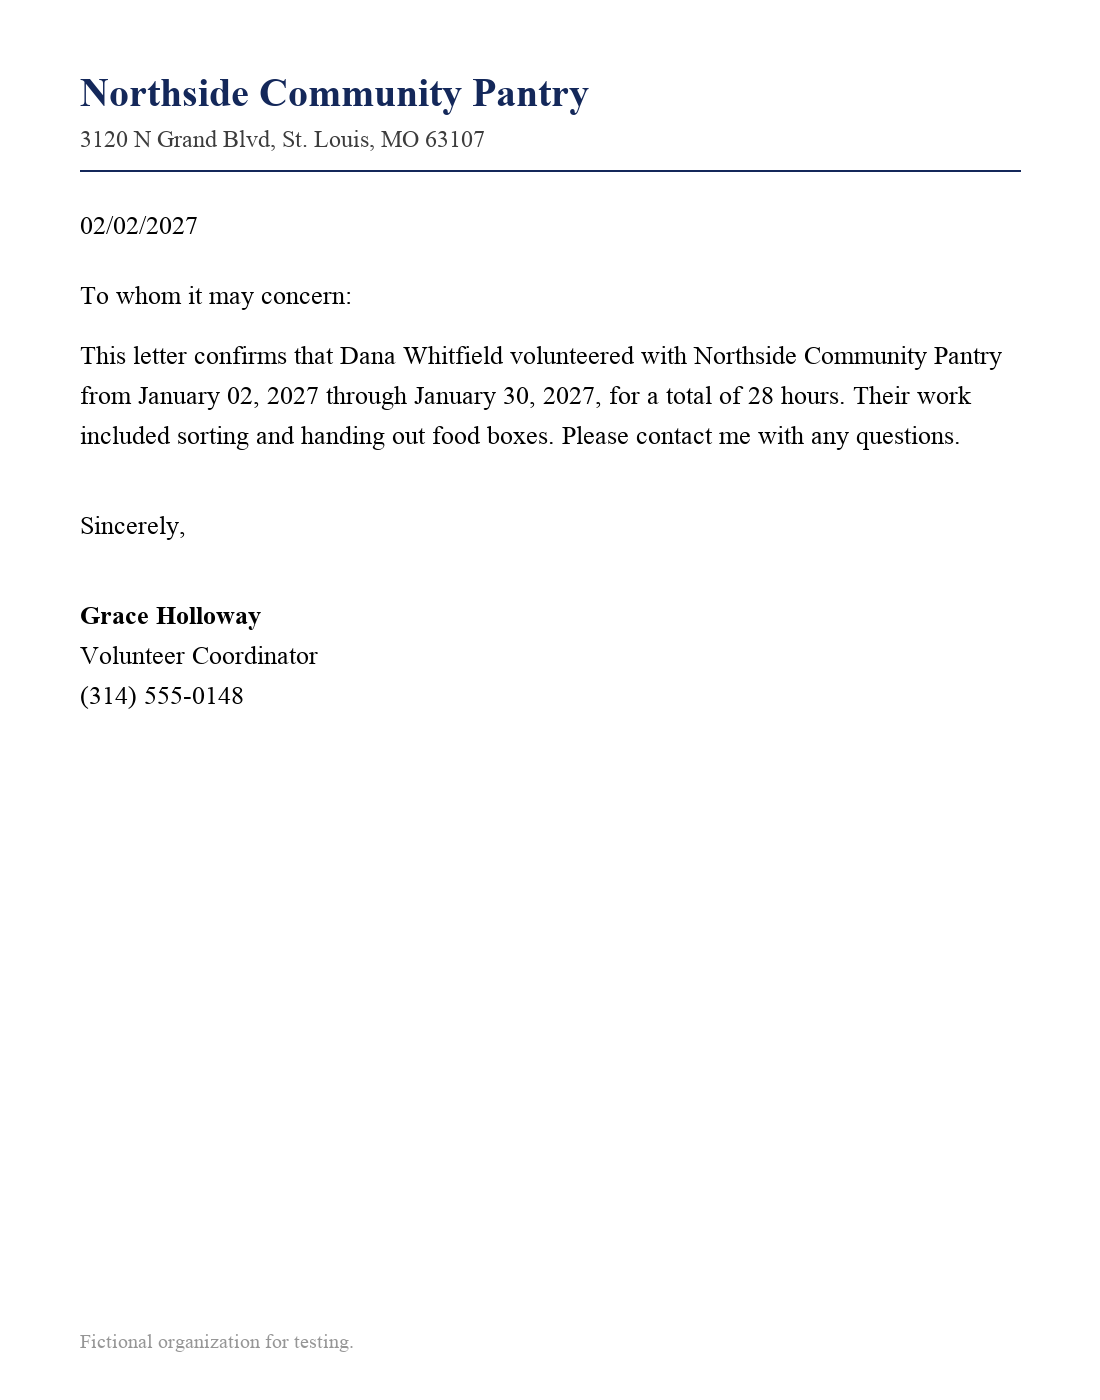 Northside Community Pantry
3120 N Grand Blvd, St. Louis, MO 63107
02/02/2027
To whom it may concern:
This letter confirms that Dana Whitfield volunteered with Northside Community Pantry
from January 02, 2027 through January 30, 2027, for a total of 28 hours. Their work
included sorting and handing out food boxes. Please contact me with any questions.
Sincerely,
Grace Holloway
Volunteer Coordinator
(314) 555-0148
Fictional organization for testing.